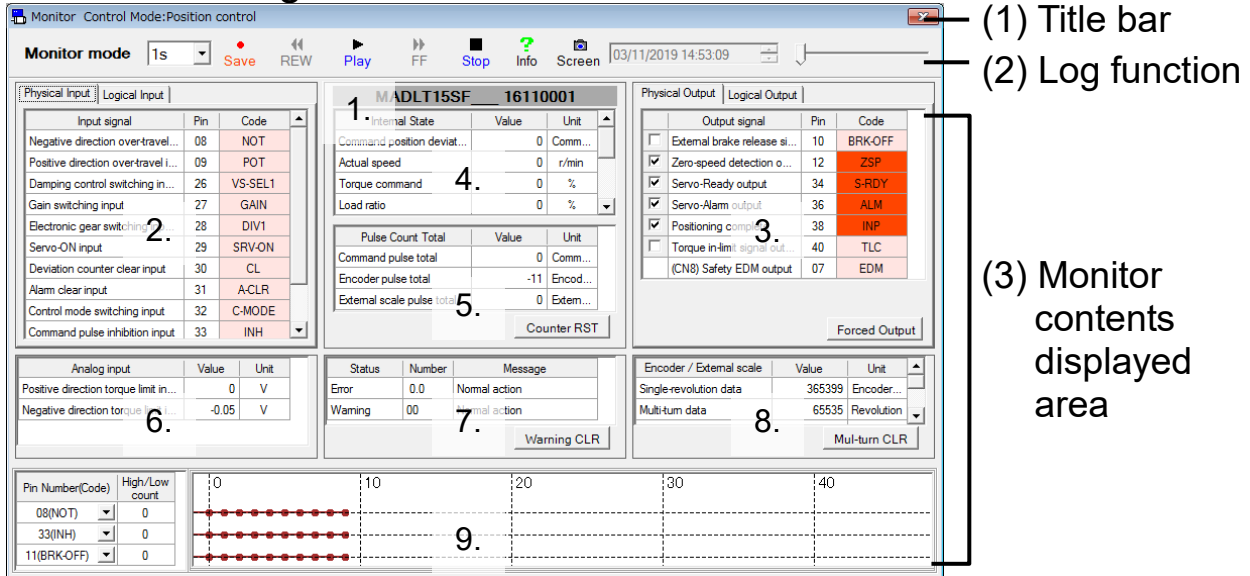 Monitor Control Mode:Position control
(1) Title bar
Monitor mode 1s Save REW Play FF Stop Info Screen 03/11/2019 14:53:09
(2) Log function
Physical Input Logical Input
Input signal Pin Code
Negative direction over-travel... 08 NOT
Positive direction over-travel i... 09 POT
Damping control switching in... 26 VS-SEL1
Gain switching input 27 GAIN
Electronic gear switching inp... 28 DIV1
Servo-ON input 29 SRV-ON
Deviation counter clear input 30 CL
Alarm clear input 31 A-CLR
Control mode switching input 32 C-MODE
Command pulse inhibition input 33 INH
2.
1.
MADLT15SF___ 16110001
Internal State Value Unit
Command position deviat... 0 Comm...
Actual speed 0 r/min
Torque command 0 %
Load ratio 0 %
4.
Pulse Count Total Value Unit
Command pulse total 0 Comm...
Encoder pulse total -11 Encod...
External scale pulse total 0 Extern...
5.
Counter RST
Physical Output Logical Output
Output signal Pin Code
External brake release si... 10 BRK-OFF
Zero-speed detection o... 12 ZSP
Servo-Ready output 34 S-RDY
Servo-Alarm output 36 ALM
Positioning complete 38 INP
Torque in-limit signal out... 40 TLC
(CN8) Safety EDM output 07 EDM
3.
Forced Output
(3) Monitor
contents
displayed
area
Analog input Value Unit
Positive direction torque limit in... 0 V
Negative direction torque limit i... -0.05 V
6.
Status Number Message
Error 0.0 Normal action
Warning 00 Normal action
7.
Warning CLR
Encoder / External scale Value Unit
Single-revolution data 365399 Encoder...
Multi-turn data 65535 Revolution
8.
Mul-turn CLR
Pin Number(Code) High/Low
count
08(NOT) 0
33(INH) 0
11(BRK-OFF) 0
0 10 20 30 40
9.